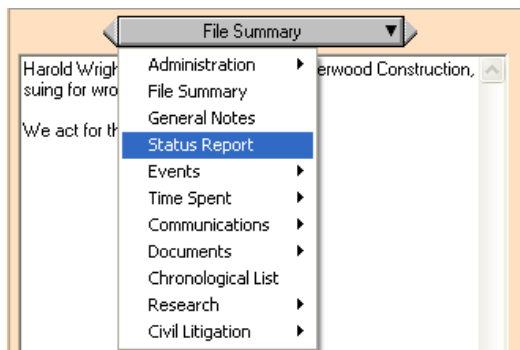 File Summary
Harold Wrigh
erwood Construction,
suing for wro
We act for th
Administration
File Summary
General Notes
Status Report
Events
Time Spent
Communications
Documents
Chronological List
Research
Civil Litigation